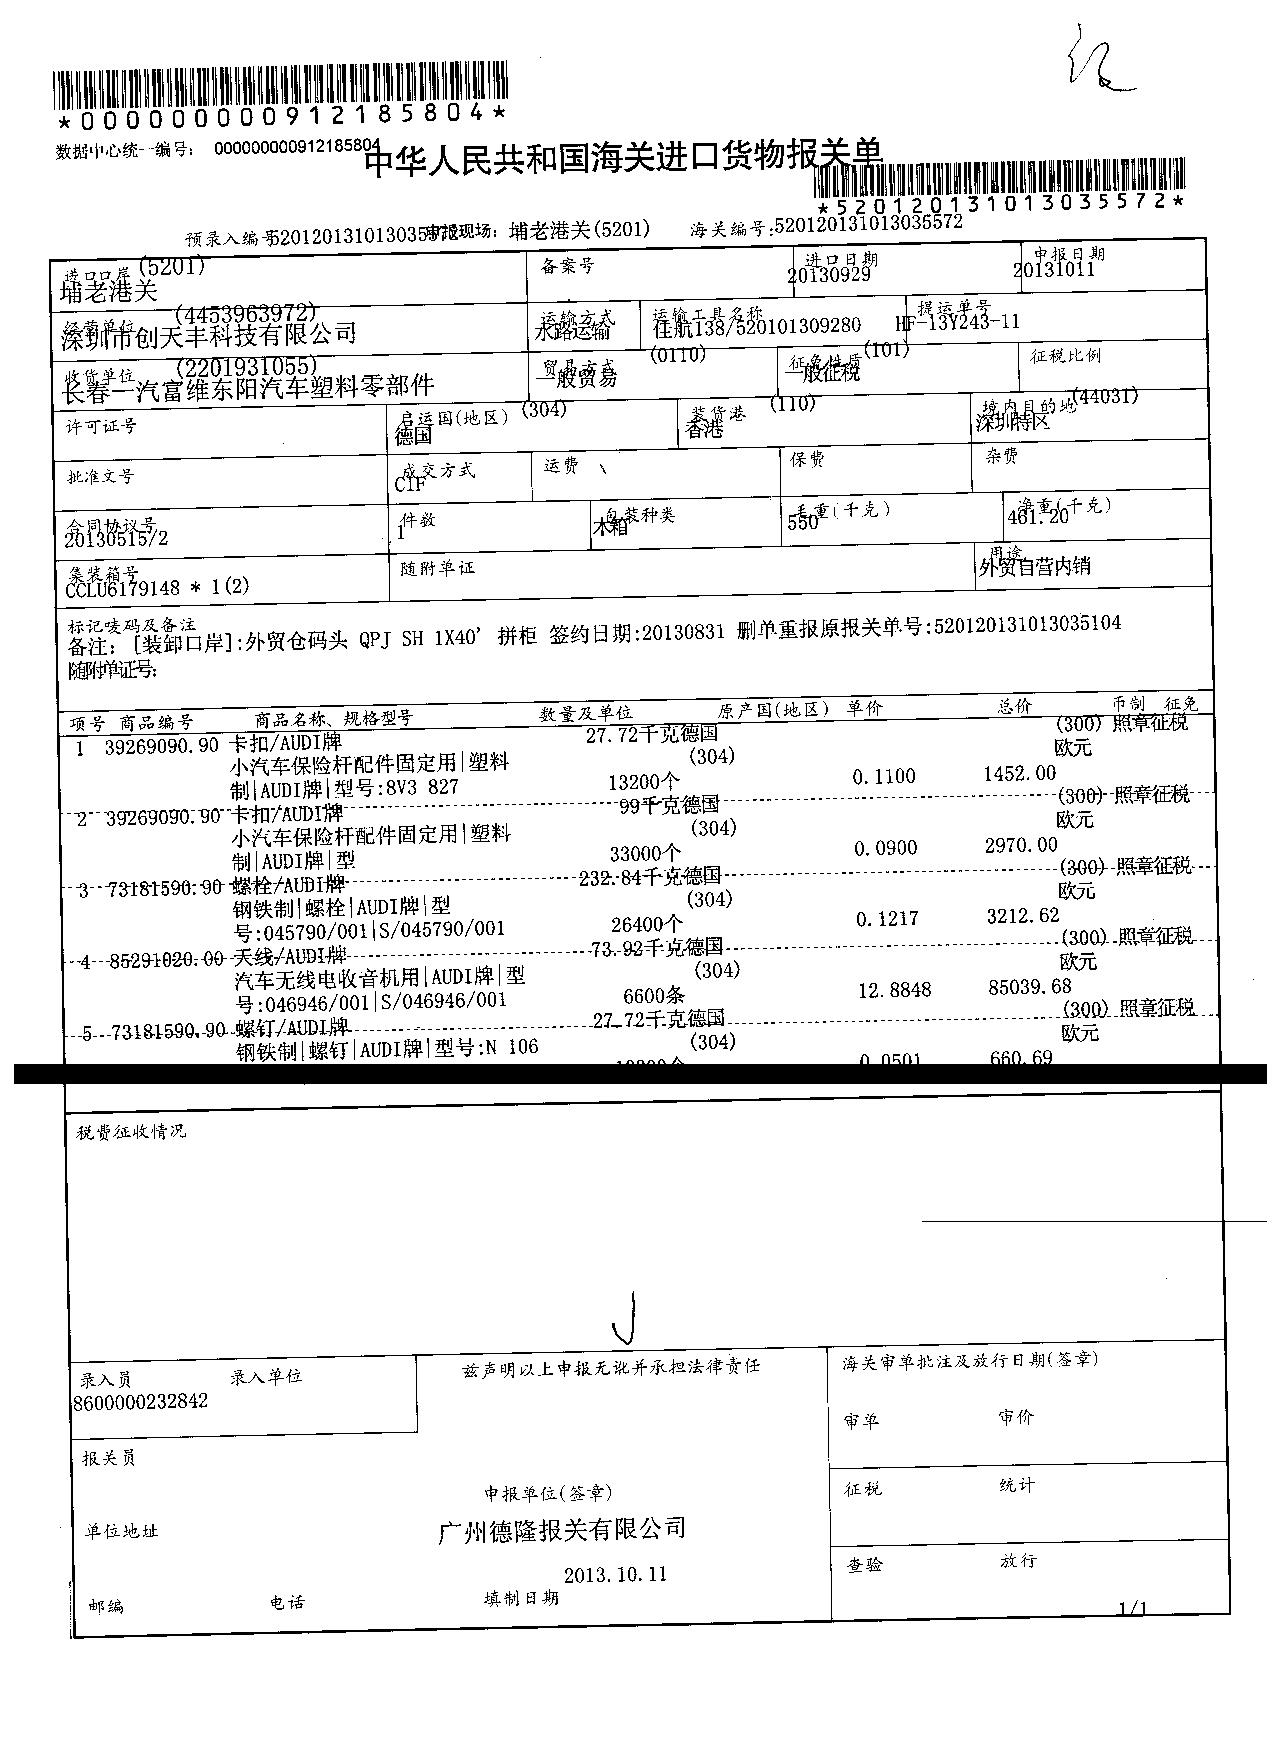 *000000000912185804*
数据中心统一编号： 000000000912185804
中华人民共和国海关进口货物报关单
*520120131013035572*
预录入编号520120131013035572 申报现场：埔老港关(5201) 海关编号:520120131013035572
进口口岸 (5201) 备案号 进口日期 申报日期
埔老港关 20130929 20131011
经营单位 (4453963972) 运输方式 运输工具名称 提运单号
深圳市创天丰科技有限公司 水路运输 佳航138/520101309280 HF-13Y243-11
收货单位 (2201931055) 贸易方式 (0110) 征免性质 (101) 征税比例
长春一汽富维东阳汽车塑料零部件 一般贸易 一般征税
许可证号 启运国(地区) (304) 装货港 (110) 境内目的地 (44031)
德国 香港 深圳特区
批准文号 成交方式 运费 保费 杂费
CIF
合同协议号 件数 包装种类 毛重(千克) 净重(千克)
20130515/2 1 木箱 550 461.20
集装箱号 随附单证 用途
CCLU6179148 * 1(2) 外贸自营内销
标记唛码及备注
备注： [装卸口岸]:外贸仓码头 QPJ SH 1X40' 拼柜 签约日期:20130831 删单重报原报关单号:520120131013035104
随附单证号:
项号 商品编号 商品名称、规格型号 数量及单位 原产国(地区) 单价 总价 币制 征免
1 39269090.90 卡扣/AUDI牌 27.72千克 德国 (300) 照章征税
小汽车保险杆配件固定用|塑料 (304) 欧元
制|AUDI牌|型号:8V3 827 13200个 0.1100 1452.00
2 39269090.90 卡扣/AUDI牌 99千克 德国 (300) 照章征税
小汽车保险杆配件固定用|塑料 (304) 欧元
制|AUDI牌|型 33000个 0.0900 2970.00
3 73181590.90 螺栓/AUDI牌 232.84千克 德国 (300) 照章征税
钢铁制|螺栓|AUDI牌|型 (304) 欧元
号:045790/001|S/045790/001 26400个 0.1217 3212.62
4 85291020.00 天线/AUDI牌 73.92千克 德国 (300) 照章征税
汽车无线电收音机用|AUDI牌|型 (304) 欧元
号:046946/001|S/046946/001 6600条 12.8848 85039.68
5 73181590.90 螺钉/AUDI牌 27.72千克 德国 (300) 照章征税
钢铁制|螺钉|AUDI牌|型号:N 106 (304) 欧元
0.0501 660.69
税费征收情况
录入员 录入单位 兹声明以上申报无讹并承担法律责任 海关审单批注及放行日期(签章)
8600000232842
审单 审价
报关员
申报单位(签章) 征税 统计
单位地址 广州德隆报关有限公司
查验 放行
2013.10.11
邮编 电话 填制日期
1/1